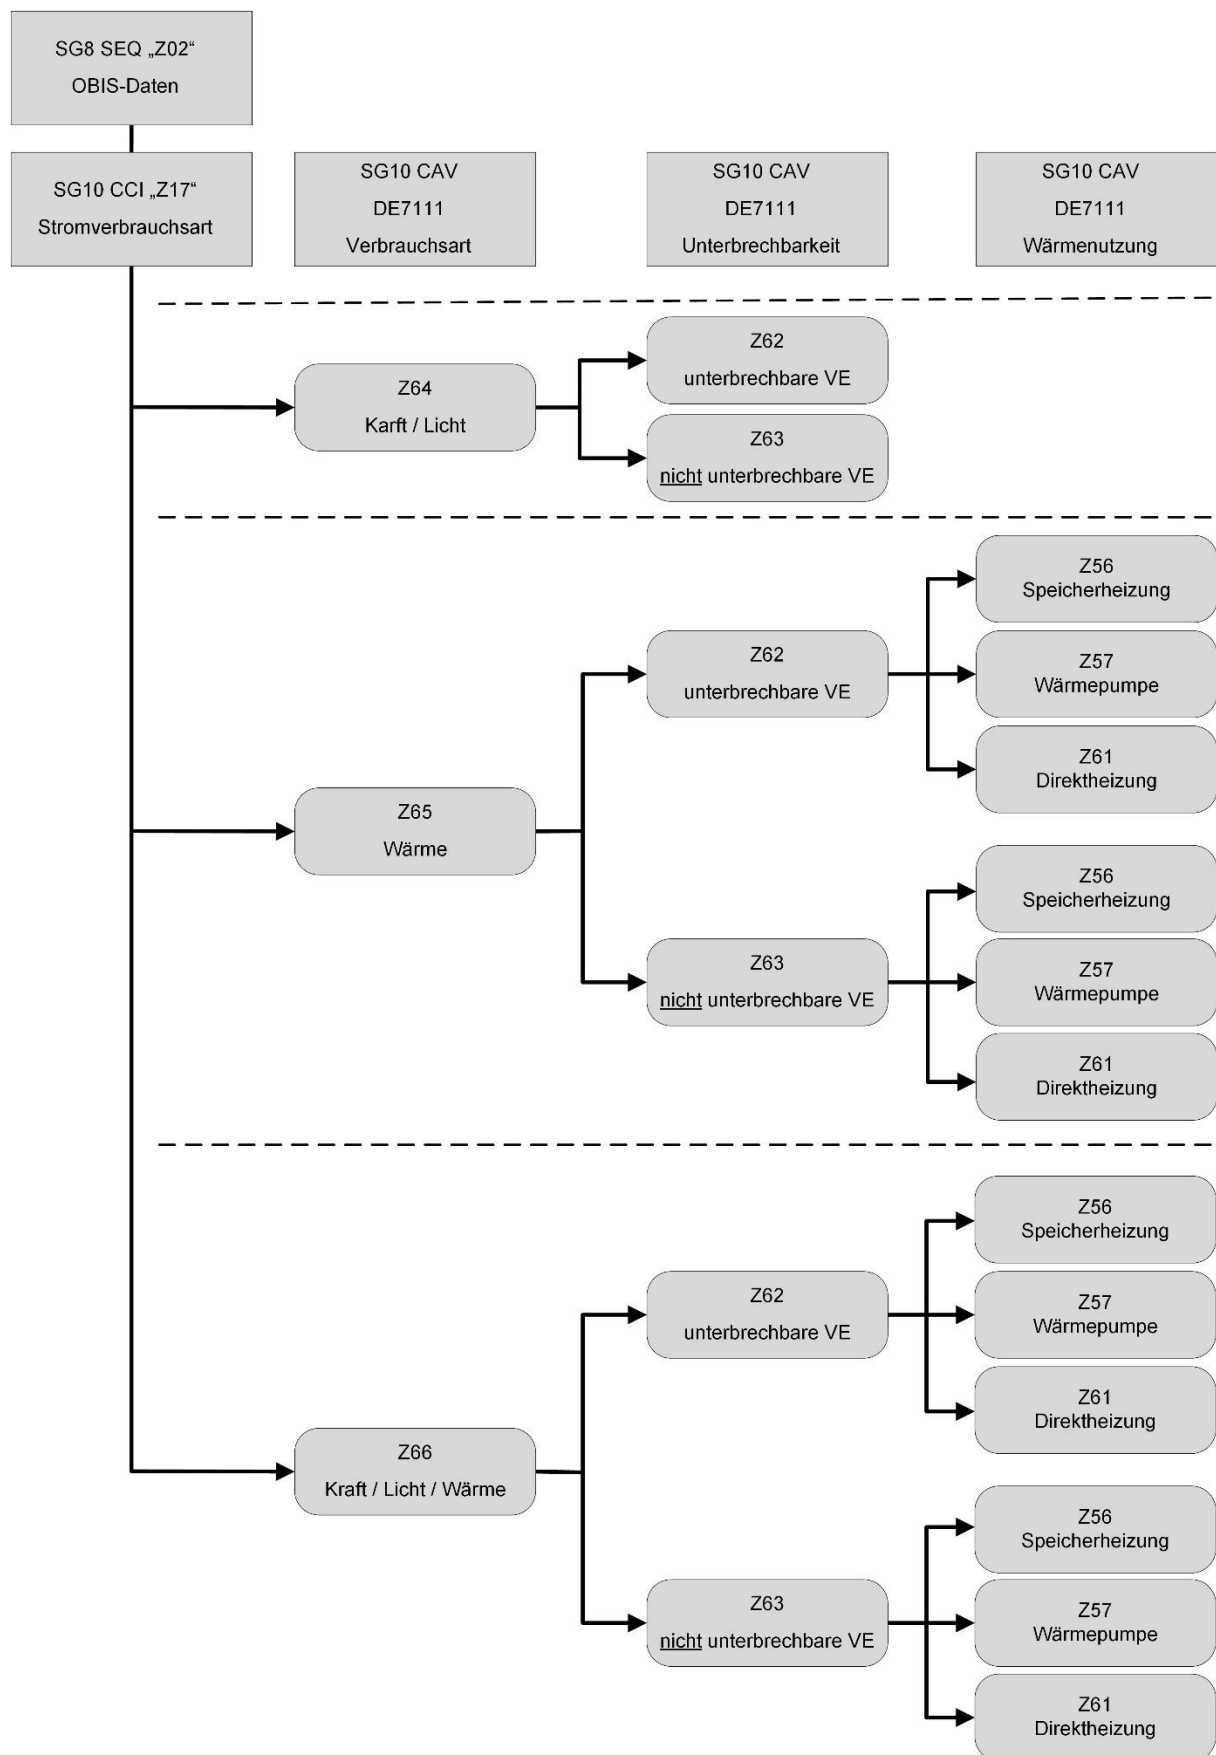 SG8 SEQ „Z02“
OBIS-Daten
SG10 CCI „Z17“
Stromverbrauchsart
SG10 CAV
DE7111
Verbrauchsart
SG10 CAV
DE7111
Unterbrechbarkeit
SG10 CAV
DE7111
Wärmenutzung
Z64
Karft / Licht
Z62
unterbrechbare VE
Z63
nicht unterbrechbare VE
Z65
Wärme
Z62
unterbrechbare VE
Z56
Speicherheizung
Z57
Wärmepumpe
Z61
Direktheizung
Z63
nicht unterbrechbare VE
Z56
Speicherheizung
Z57
Wärmepumpe
Z61
Direktheizung
Z66
Kraft / Licht / Wärme
Z62
unterbrechbare VE
Z56
Speicherheizung
Z57
Wärmepumpe
Z61
Direktheizung
Z63
nicht unterbrechbare VE
Z56
Speicherheizung
Z57
Wärmepumpe
Z61
Direktheizung